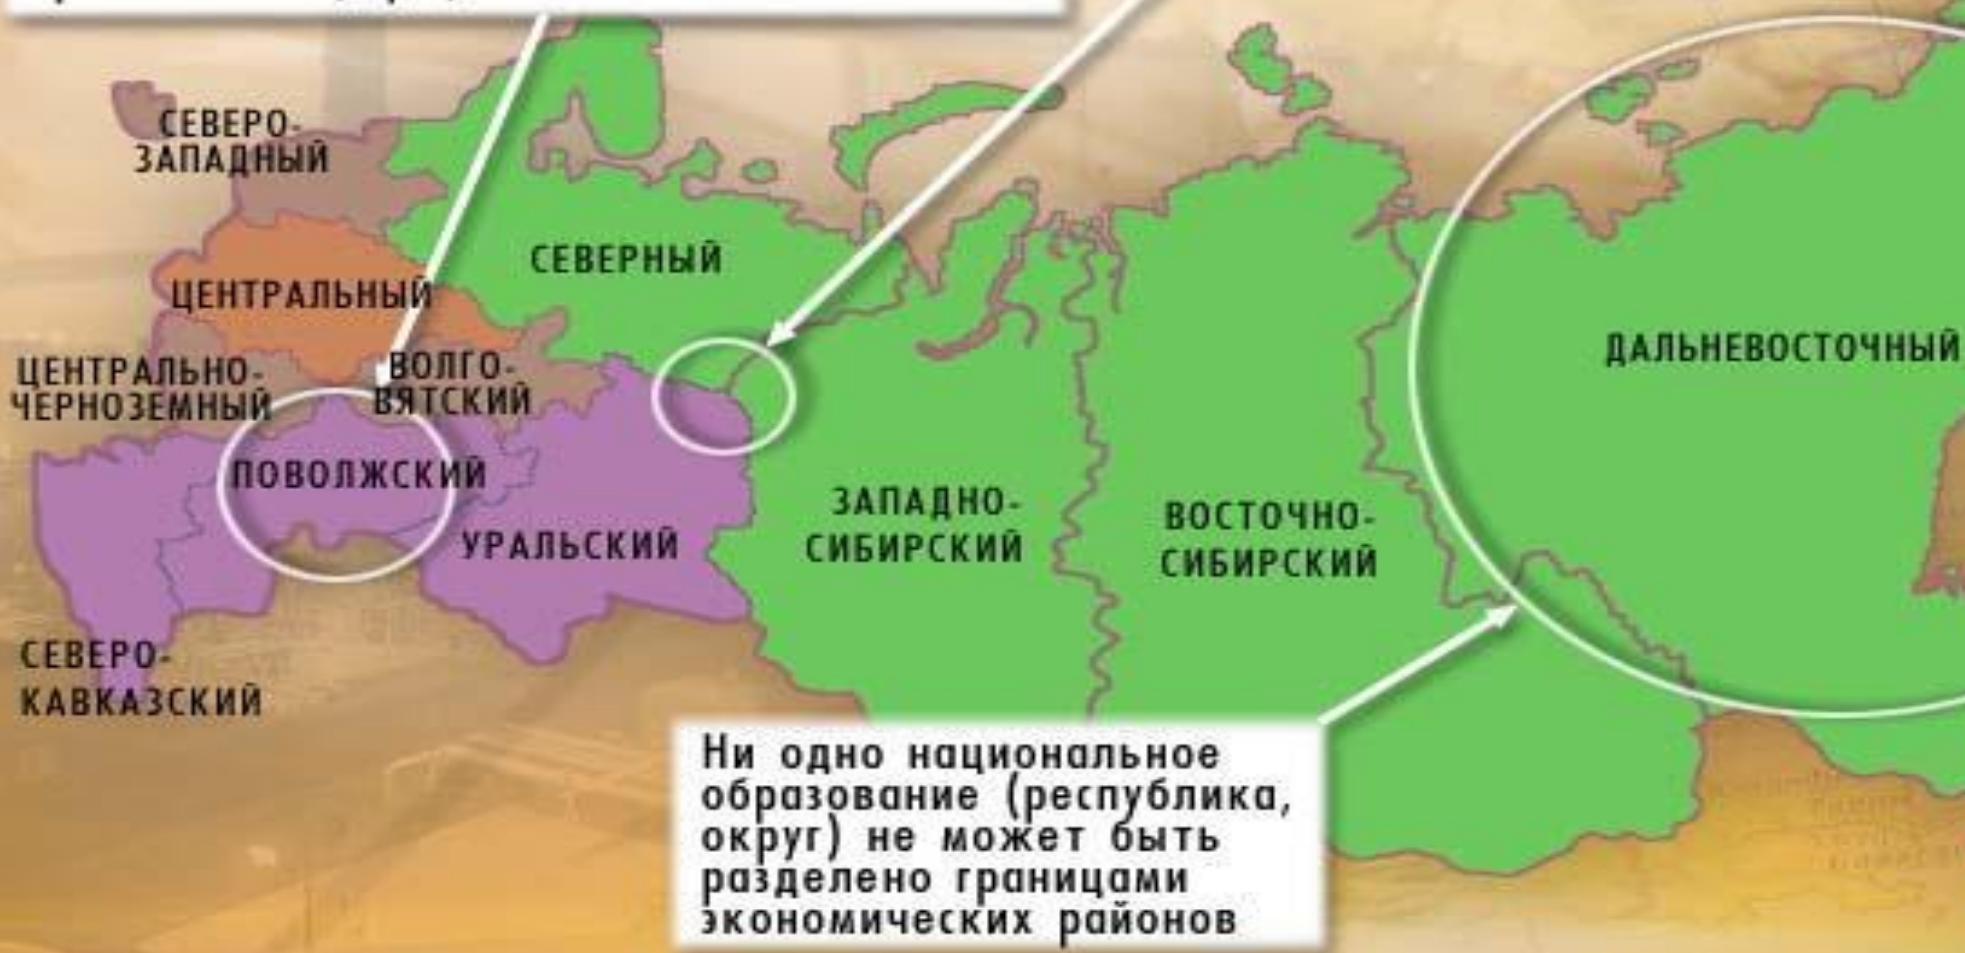 СЕВЕРО-
ЗАПАДНЫЙ
СЕВЕРНЫЙ
ЦЕНТРАЛЬНЫЙ
ДАЛЬНЕВОСТОЧНЫЙ
ЦЕНТРАЛЬНО-
ЧЕРНОЗЕМНЫЙ
ВОЛГО-
ВЯТСКИЙ
ПОВОЛЖСКИЙ
УРАЛЬСКИЙ
ЗАПАДНО-
СИБИРСКИЙ
ВОСТОЧНО-
СИБИРСКИЙ
СЕВЕРО-
КАВКАЗСКИЙ
Ни одно национальное
образование (республика,
округ) не может быть
разделено границами
экономических районов